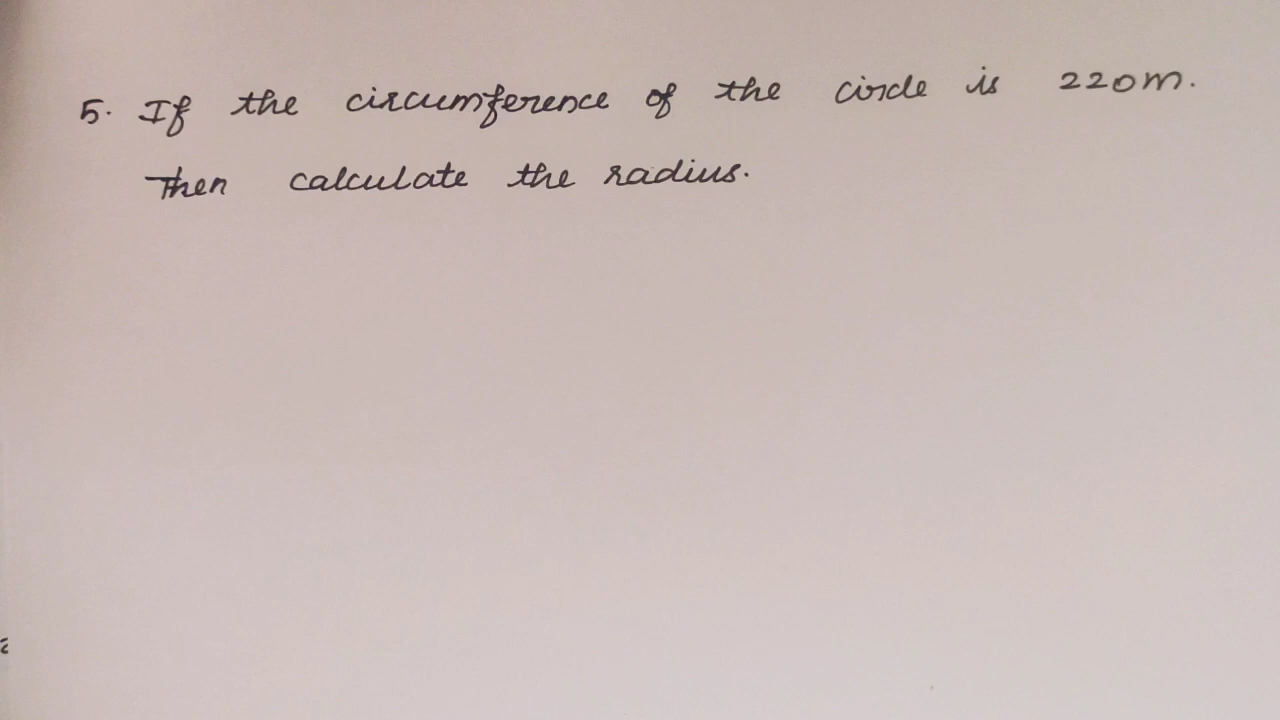 5. If the circumference of the circle is 220m.
Then calculate the radius.